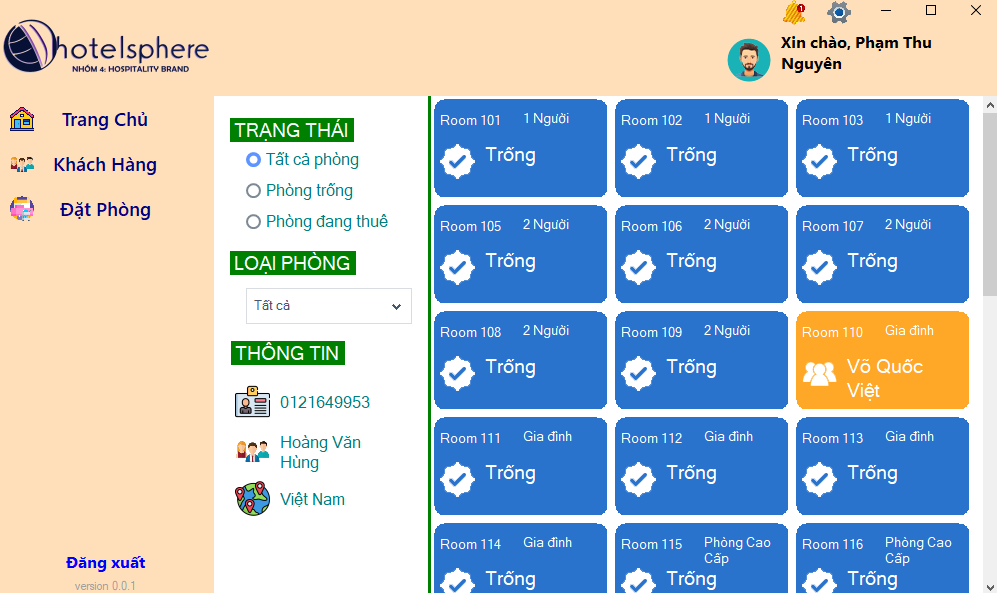 1
hotelsphere
NHÓM 4: HOSPITALITY BRAND
Xin chào, Phạm Thu
Nguyên
Trang Chủ
Khách Hàng
Đặt Phòng
Đăng xuất
version 0.0.1
TRẠNG THÁI
Tất cả phòng
Phòng trống
Phòng đang thuê
LOẠI PHÒNG
Tất cả
THÔNG TIN
0121649953
Hoàng Văn
Hùng
Việt Nam
Room 101 1 Người
Trống
Room 102 1 Người
Trống
Room 103 1 Người
Trống
Room 105 2 Người
Trống
Room 106 2 Người
Trống
Room 107 2 Người
Trống
Room 108 2 Người
Trống
Room 109 2 Người
Trống
Room 110 Gia đình
Võ Quốc
Việt
Room 111 Gia đình
Trống
Room 112 Gia đình
Trống
Room 113 Gia đình
Trống
Room 114 Gia đình
Trống
Room 115 Phòng Cao
Cấp
Trống
Room 116 Phòng Cao
Cấp
Trống